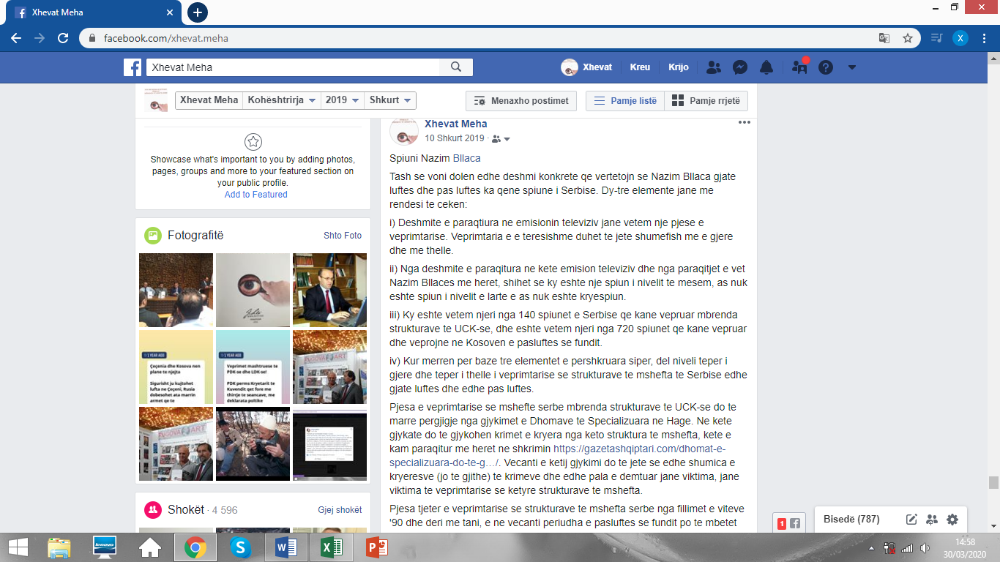 Xhevat Meha
facebook.com/xhevat.meha
X
Xhevat Meha
Xhevat
Kreu
Krijo
Xhevat Meha
Kohështrirja
2019
Shkurt
Menaxho postimet
Pamje listë
Pamje rrjetë
Showcase what's important to you by adding photos,
pages, groups and more to your featured section on
your public profile.
Add to Featured
Fotografitë
Shto Foto
1 YEAR AGO
Çeçenia dhe Kosova nen
plane te njejta
Sigurisht ju kujtohet
lufta ne Çeçeni, Rusia
dobesohet ata marrin
armet qe te
1 YEAR AGO
Veprimet mashtruese te
PDK-se dhe LDK-se!
PDK perms Kryetarit te
Kuvendit qet fore me
thirrje te seancave, me
deklarata poltike
Shokët · 4 596
Gjej shokët
Xhevat Meha
10 Shkurt 2019 ·
Spiuni Nazim Bllaca
Tash se voni dolen edhe deshmi konkrete qe vertetojn se Nazim Bllaca gjate
luftes dhe pas luftes ka qene spiune i Serbise. Dy-tre elemente jane me
rendesi te ceken:
i) Deshmite e paraqtiura ne emisionin televiziv jane vetem nje pjese e
veprimtarise. Veprimtaria e e teresishme duhet te jete shumefish me e gjere
dhe me thelle.
ii) Nga deshmite e paraqitura ne kete emision televiziv dhe nga paraqitjet e vet
Nazim Bllaces me heret, shihet se ky eshte nje spiun i nivelit te mesem, as nuk
eshte spiun i nivelit e larte e as nuk eshte kryespiun.
iii) Ky eshte vetem njeri nga 140 spiunet e Serbise qe kane vepruar mbrenda
strukturave te UCK-se, dhe eshte vetem njeri nga 720 spiunet qe kane vepruar
dhe veprojne ne Kosoven e pasluftes se fundit.
iv) Kur merren per baze tre elementet e pershkruara siper, del niveli teper i
gjere dhe teper i thelle i veprimtarise se strukturave te mshefta te Serbise edhe
gjate luftes dhe edhe pas luftes.
Pjesa e veprimtarise se mshefte serbe mbrenda strukturave te UCK-se do te
marre pergjigje nga gjykimet e Dhomave te Specializuara ne Hage. Ne kete
gjykate do te gjykohen krimet e kryera nga keto struktura te mshefta, kete e
kam paraqitur me heret ne shkrimin https://gazetashqiptari.com/dhomat-e-
specializuara-do-te-g…/. Vecanti e ketij gjykimi do te jete se edhe shumica e
kryeresve (jo te gjithe) te krimeve dhe edhe pala e demtuar jane viktima, jane
viktima te veprimtarise se ketyre strukturave te mshefta.
Pjesa tjeter e veprimtarise se strukturave te mshefta serbe nga fillimet e viteve
'90 dhe deri me tani, e ne vecanti periudha e pasluftes se fundit po te mbetet
1
Bisedë (787)
lenovo
14:58
30/03/2020